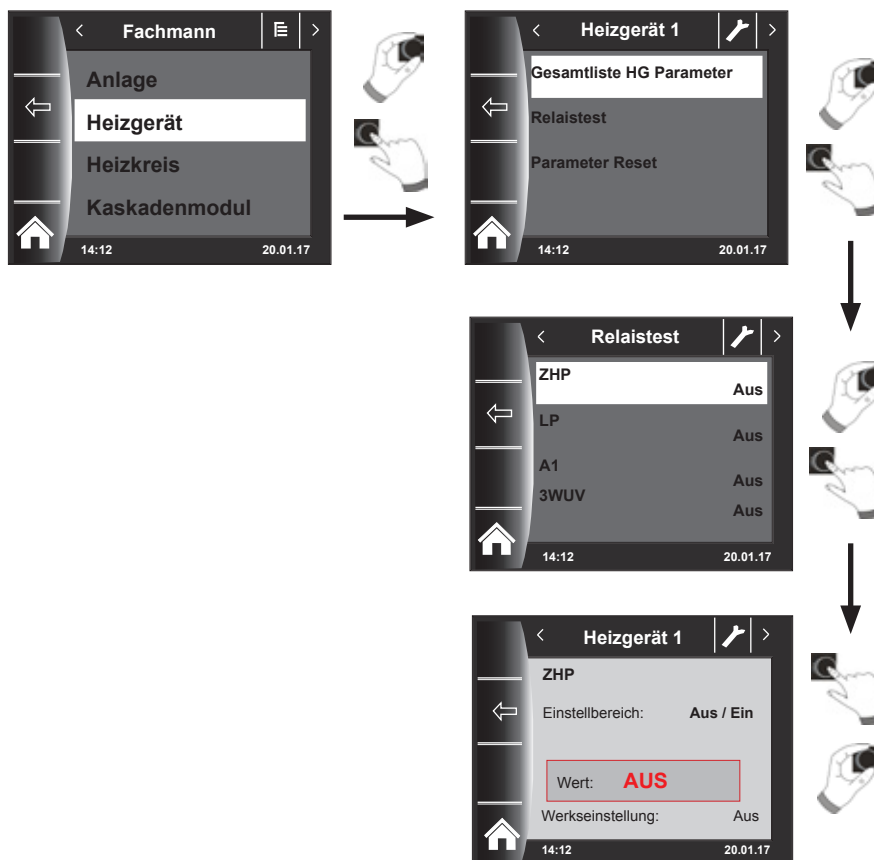 Fachmann
Anlage
Heizgerät
Heizkreis
Kaskadenmodul
14:12 20.01.17
Heizgerät 1
Gesamtliste HG Parameter
Relaistest
Parameter Reset
14:12 20.01.17
Relaistest
ZHP
Aus
LP
Aus
A1
Aus
3WUV
Aus
14:12 20.01.17
Heizgerät 1
ZHP
Einstellbereich: Aus / Ein
Wert: AUS
Werkseinstellung: Aus
14:12 20.01.17